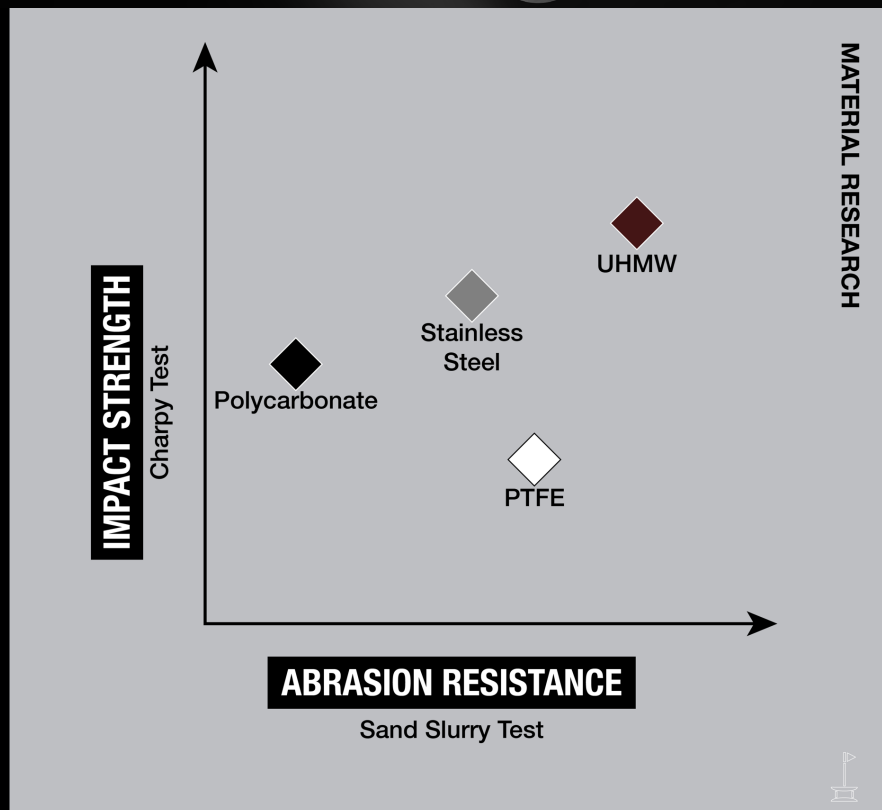 MATERIAL RESEARCH
UHMW
Stainless
Steel
Polycarbonate
PTFE
IMPACT STRENGTH
Charpy Test
ABRASION RESISTANCE
Sand Slurry Test